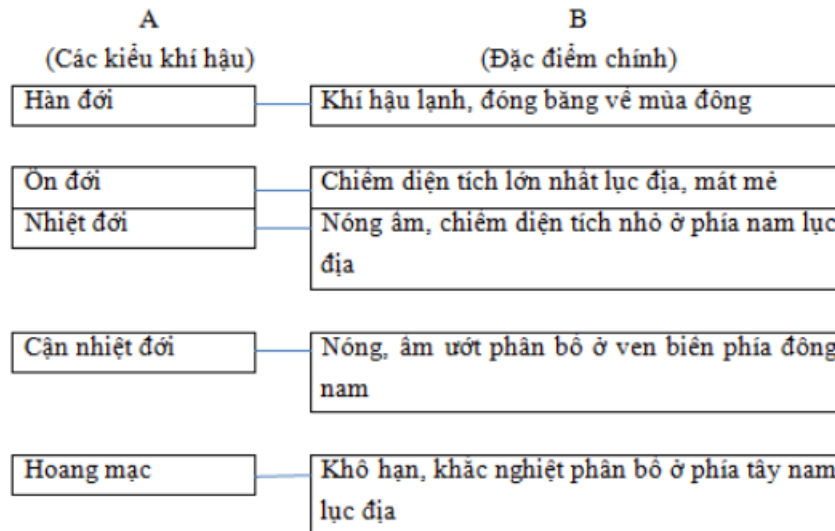 A
B
(Các kiểu khí hậu)
(Đặc điểm chính)
Hàn đới
Khí hậu lạnh, đóng băng về mùa đông
Ôn đới
Chiếm diện tích lớn nhất lục địa, mát mẻ
Nhiệt đới
Nóng ẩm, chiếm diện tích nhỏ ở phía nam lục
địa
Cận nhiệt đới
Nóng, ẩm ướt phân bố ở ven biển phía đông
nam
Hoang mạc
Khô hạn, khắc nghiệt phân bố ở phía tây nam
lục địa